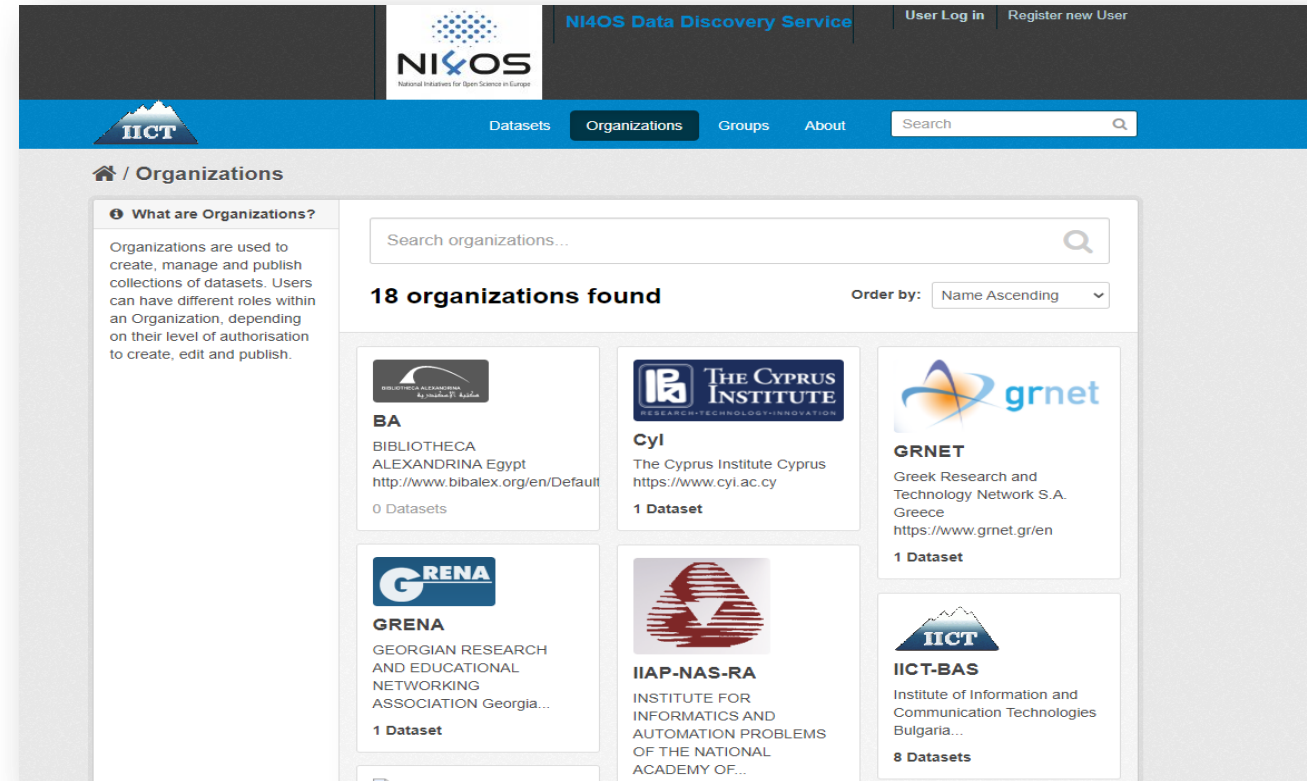 NI4OS
National Initiatives for Open Science in Europe
NI4OS Data Discovery Service
User Log in
Register new User
IICT
Datasets
Organizations
Groups
About
Search
/ Organizations
What are Organizations?
Organizations are used to
create, manage and publish
collections of datasets. Users
can have different roles within
an Organization, depending
on their level of authorisation
to create, edit and publish.
Search organizations...
18 organizations found
Order by:
Name Ascending
BIBLIOTHECA ALEXANDRINA
مكتبة الإسكندرية
BA
BIBLIOTHECA
ALEXANDRINA Egypt
http://www.bibalex.org/en/Default
0 Datasets
THE CYPRUS
INSTITUTE
RESEARCH•TECHNOLOGY•INNOVATION
CyI
The Cyprus Institute Cyprus
https://www.cyi.ac.cy
1 Dataset
grnet
GRNET
Greek Research and
Technology Network S.A.
Greece
https://www.grnet.gr/en
1 Dataset
GRENA
GRENA
GEORGIAN RESEARCH
AND EDUCATIONAL
NETWORKING
ASSOCIATION Georgia...
1 Dataset
IIAP-NAS-RA
INSTITUTE FOR
INFORMATICS AND
AUTOMATION PROBLEMS
OF THE NATIONAL
ACADEMY OF...
IICT
IICT-BAS
Institute of Information and
Communication Technologies
Bulgaria...
8 Datasets